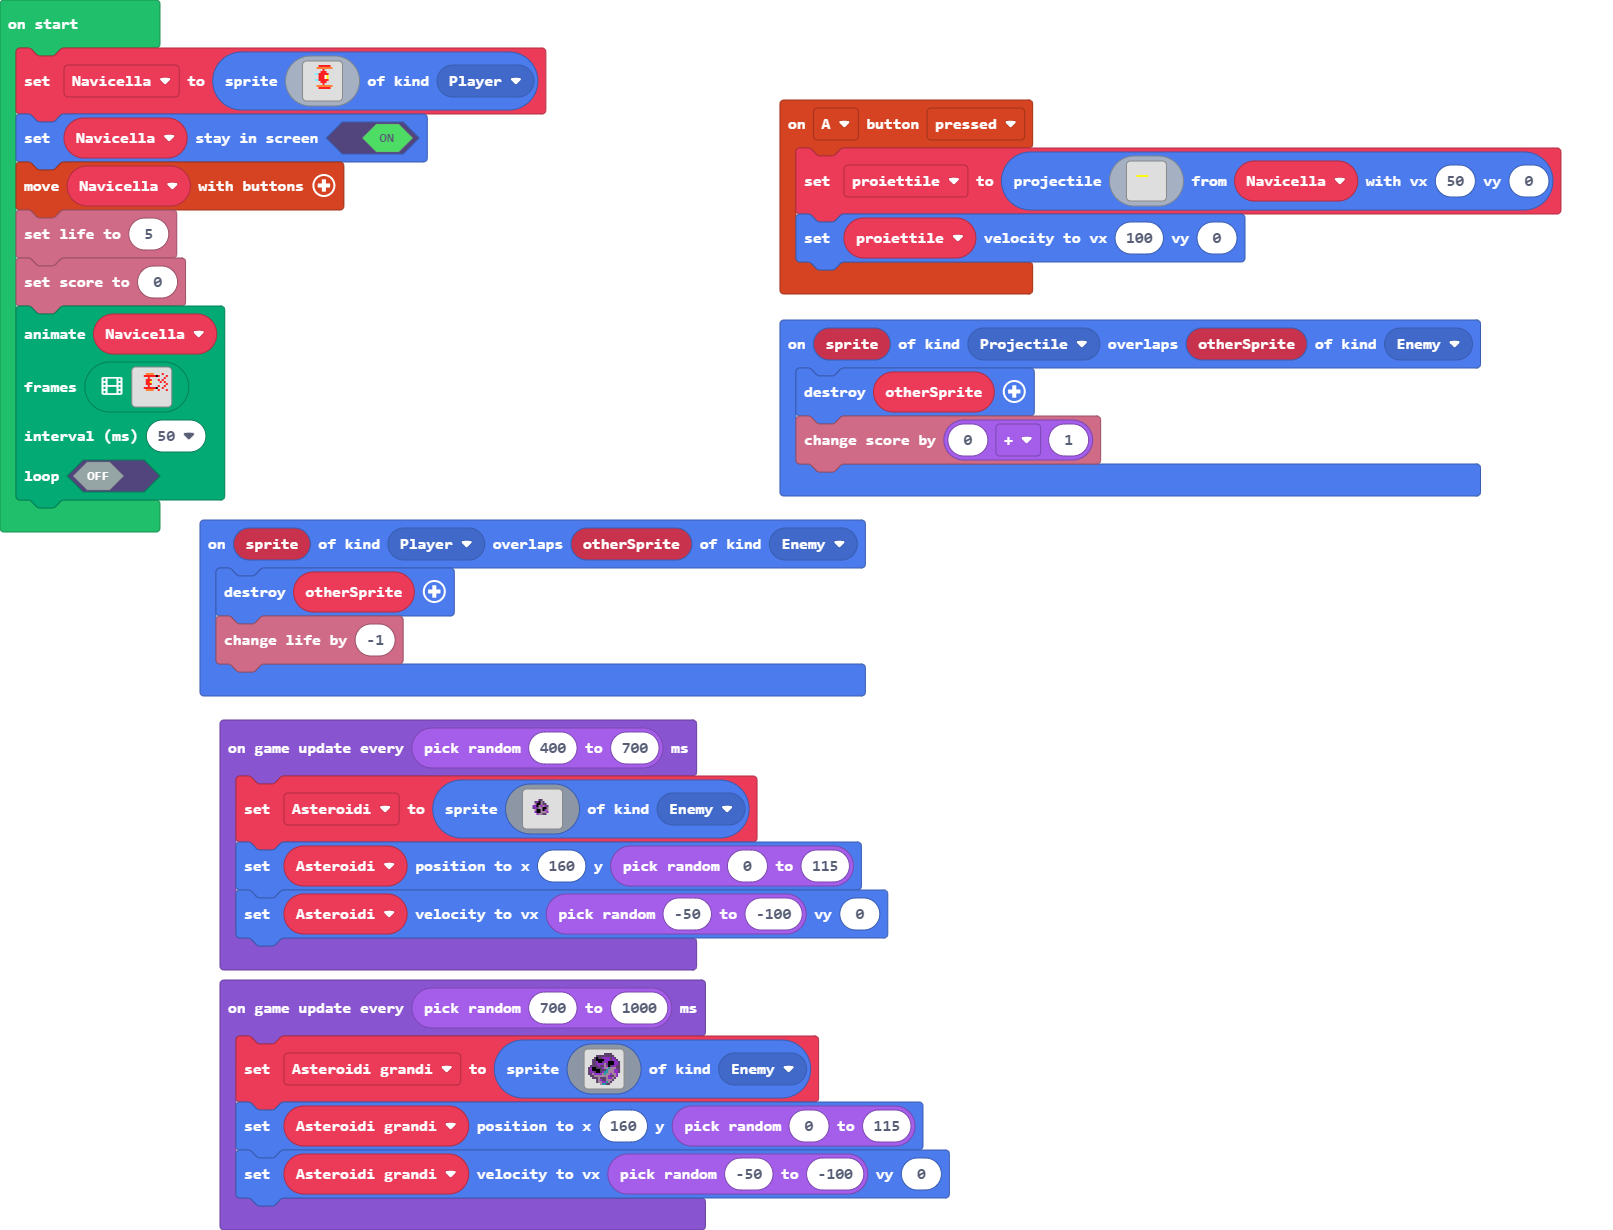 on start
set Navicella to sprite of kind Player
set Navicella stay in screen ON
move Navicella with buttons
set life to 5
set score to 0
animate Navicella
frames
interval (ms) 50
loop OFF
on A button pressed
set proiettile to projectile from Navicella with vx 50 vy 0
set proiettile velocity to vx 100 vy 0
on sprite of kind Projectile overlaps otherSprite of kind Enemy
destroy otherSprite
change score by 0 + 1
on sprite of kind Player overlaps otherSprite of kind Enemy
destroy otherSprite
change life by -1
on game update every pick random 400 to 700 ms
set Asteroidi to sprite of kind Enemy
set Asteroidi position to x 160 y pick random 0 to 115
set Asteroidi velocity to vx pick random -50 to -100 vy 0
on game update every pick random 700 to 1000 ms
set Asteroidi grandi to sprite of kind Enemy
set Asteroidi grandi position to x 160 y pick random 0 to 115
set Asteroidi grandi velocity to vx pick random -50 to -100 vy 0